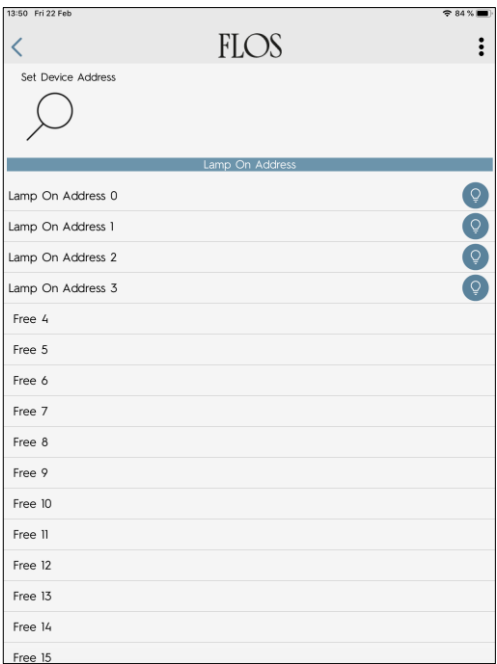 13:50 Fri 22 Feb 84 %
FLOS
Set Device Address
Lamp On Address
Lamp On Address 0
Lamp On Address 1
Lamp On Address 2
Lamp On Address 3
Free 4
Free 5
Free 6
Free 7
Free 8
Free 9
Free 10
Free 11
Free 12
Free 13
Free 14
Free 15